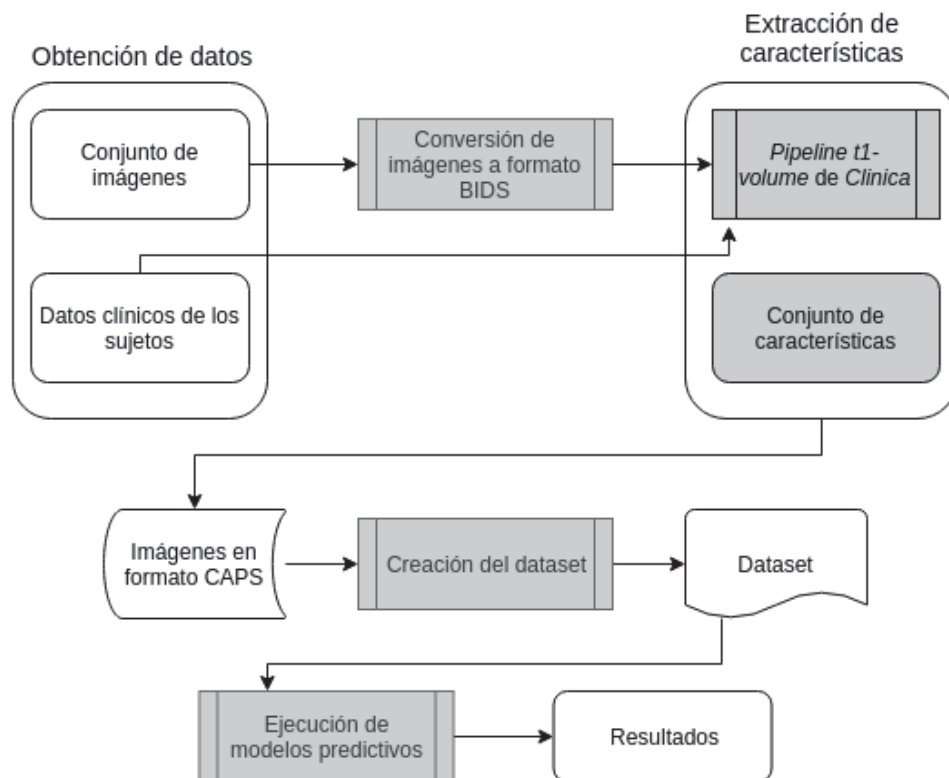 Obtención de datos
Extracción de
características
Conjunto de
imágenes
Conversión de
imágenes a formato
BIDS
Pipeline t1-
volume de Clinica
Datos clínicos de los
sujetos
Conjunto de
características
Imágenes en
formato CAPS
Creación del dataset
Dataset
Ejecución de
modelos predictivos
Resultados